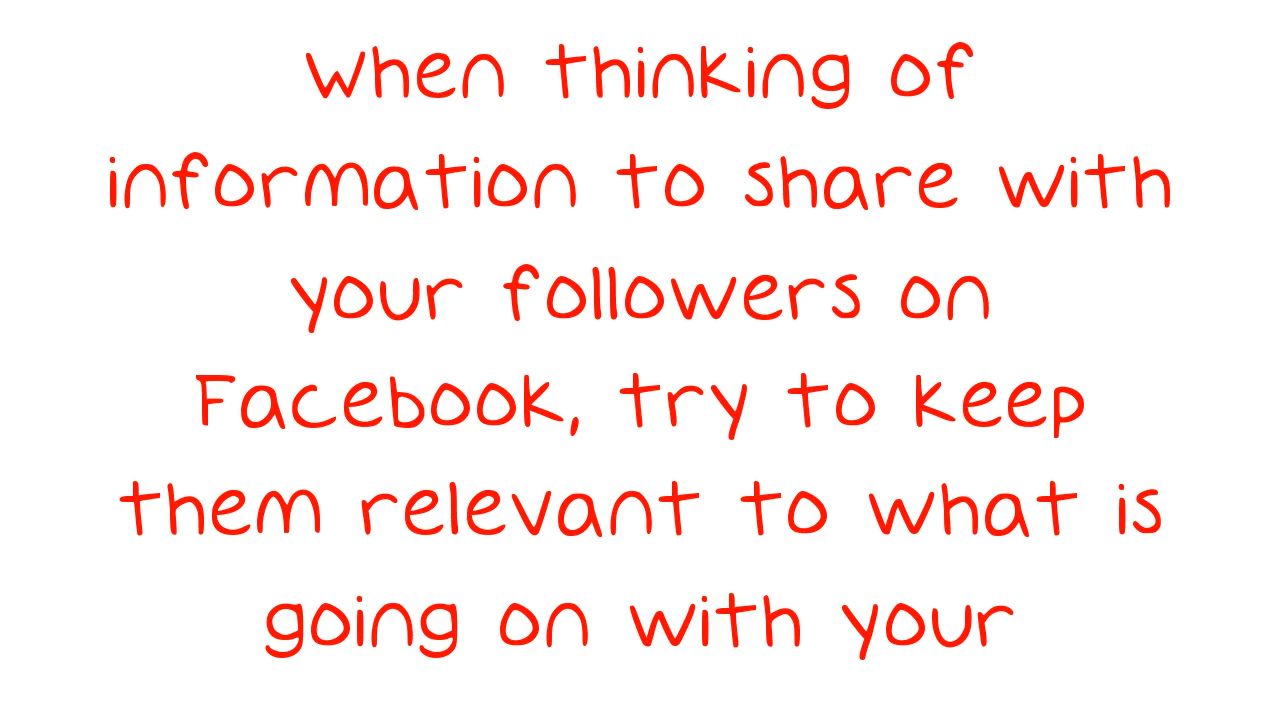 When thinking of
information to share with
your followers on
Facebook, try to keep
them relevant to what is
going on with your